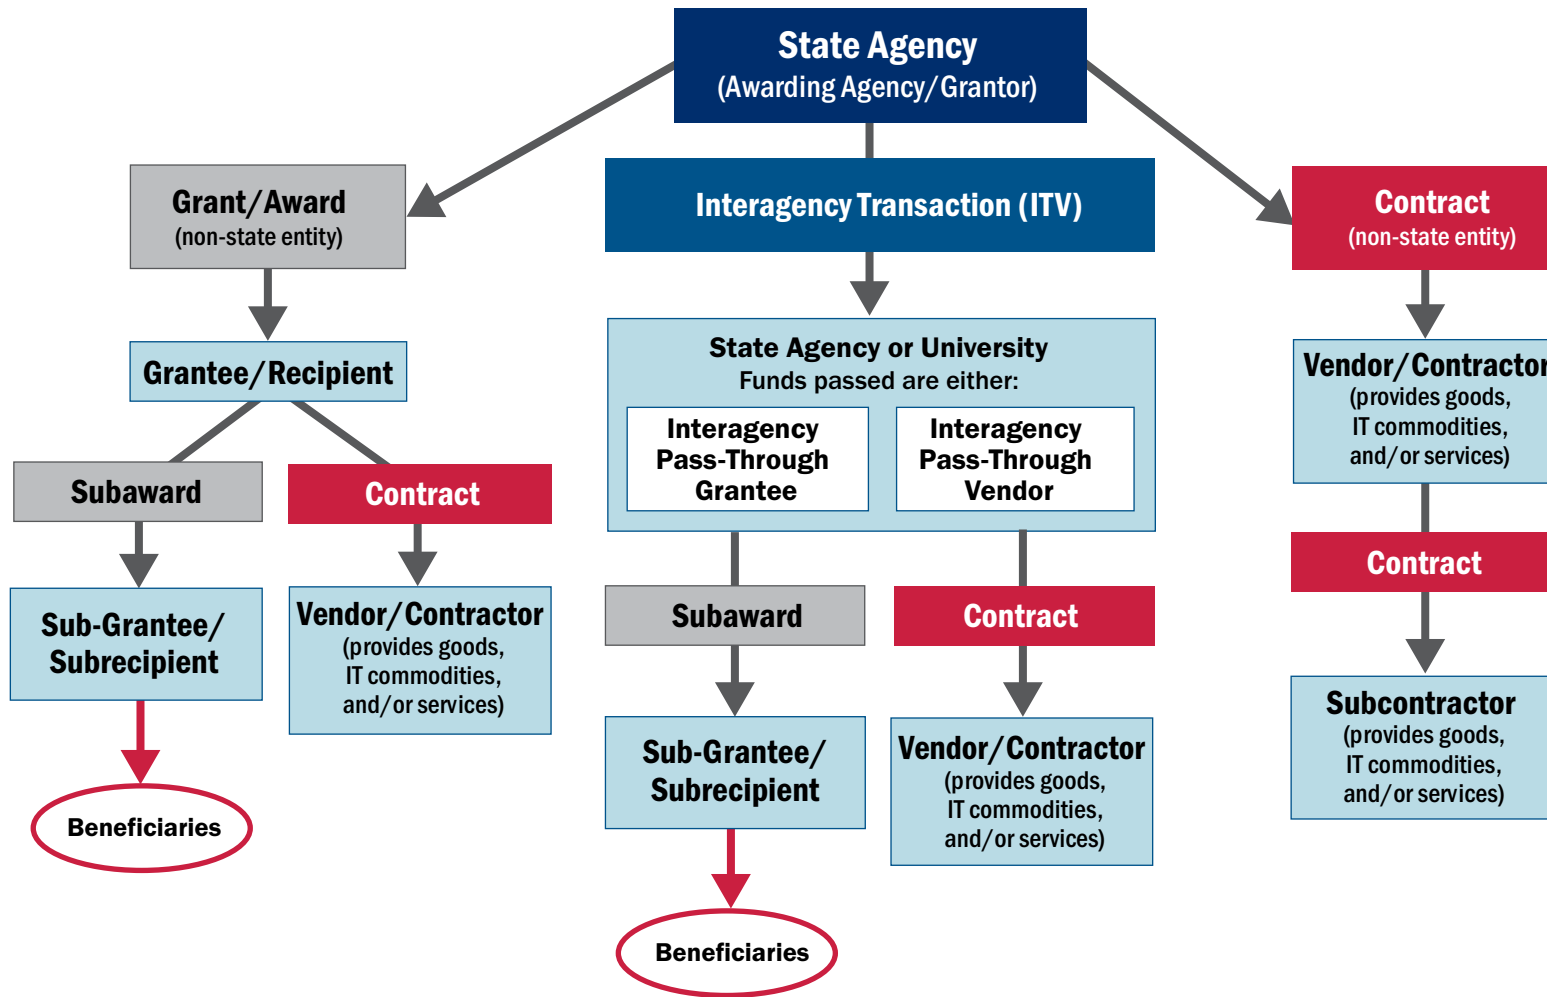 State Agency
(Awarding Agency/Grantor)
Grant/Award
(non-state entity)
Interagency Transaction (ITV)
Contract
(non-state entity)
Grantee/Recipient
State Agency or University
Funds passed are either:
Interagency
Pass-Through
Grantee
Interagency
Pass-Through
Vendor
Vendor/Contractor
(provides goods,
IT commodities,
and/or services)
Subaward
Contract
Sub-Grantee/
Subrecipient
Vendor/Contractor
(provides goods,
IT commodities,
and/or services)
Subaward
Contract
Contract
Sub-Grantee/
Subrecipient
Vendor/Contractor
(provides goods,
IT commodities,
and/or services)
Subcontractor
(provides goods,
IT commodities,
and/or services)
Beneficiaries
Beneficiaries